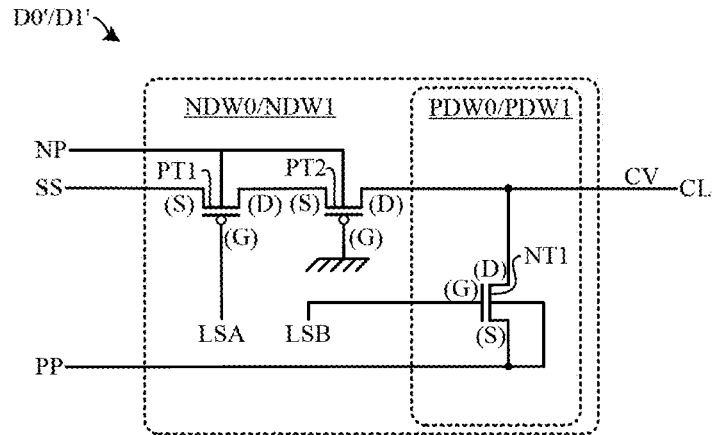 D0'/D1'
NDW0/NDW1
PDW0/PDW1
NP
PT1
PT2
SS
CV
CL
(S)
(D)
(S)
(D)
(G)
(G)
(D)
NT1
(G)
LSA
LSB
(S)
PP